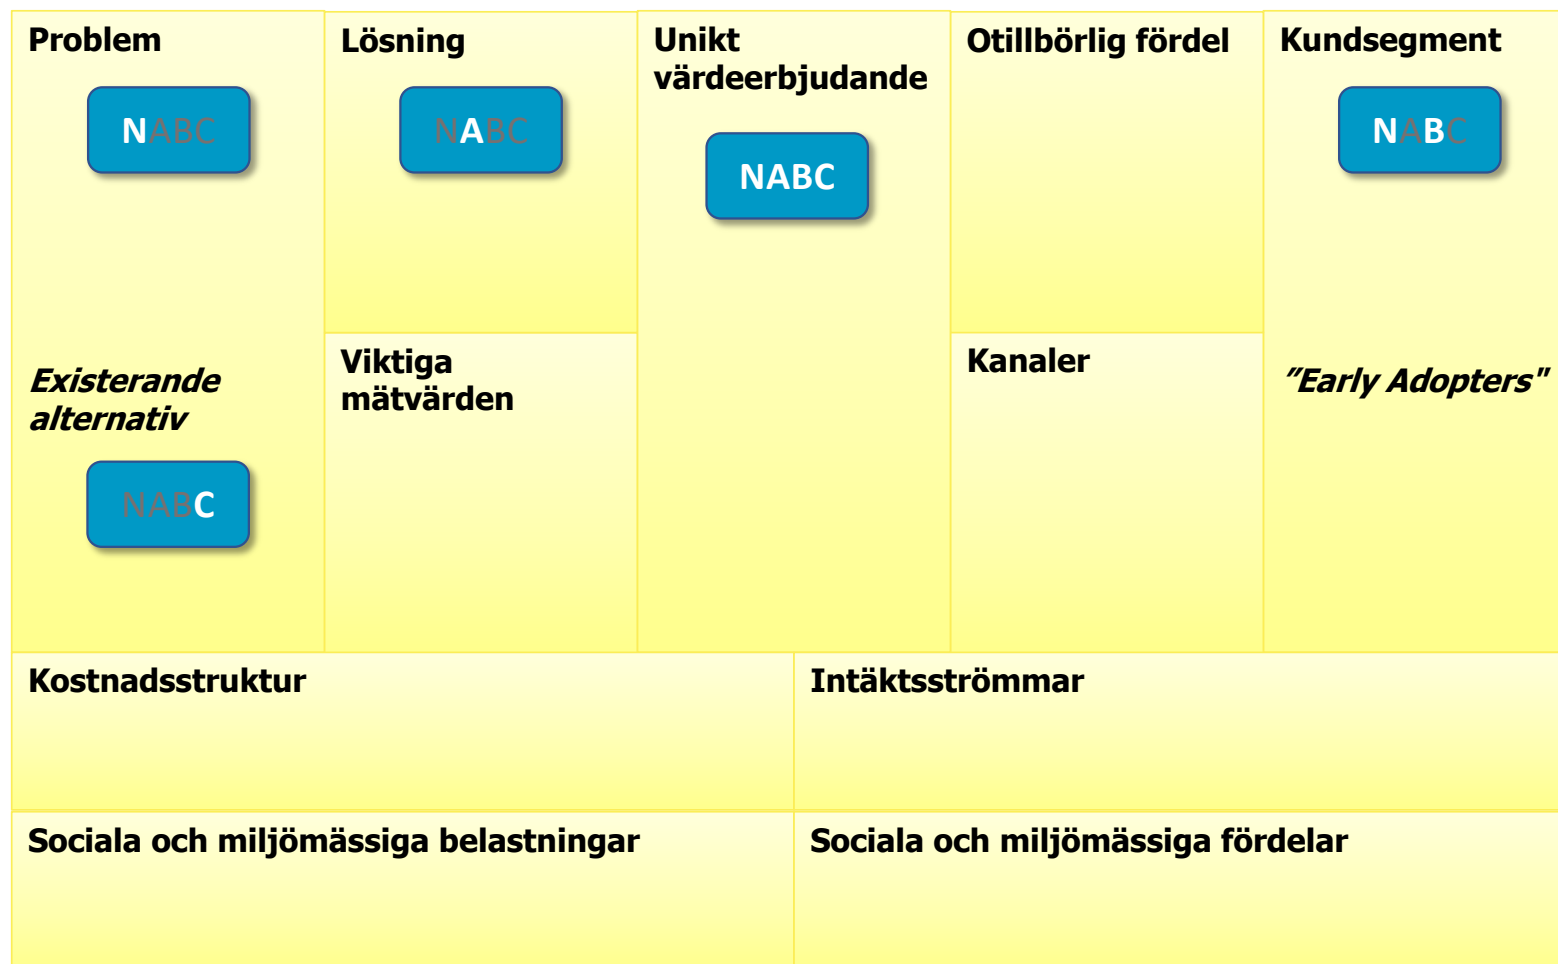 Problem
NABC
Existerande
alternativ
NABC
Lösning
NABC
Viktiga
mätvärden
Unikt
värdeerbjudande
NABC
Otillbörlig fördel
Kanaler
Kundsegment
NABC
”Early Adopters"
Kostnadsstruktur
Intäktsströmmar
Sociala och miljömässiga belastningar
Sociala och miljömässiga fördelar